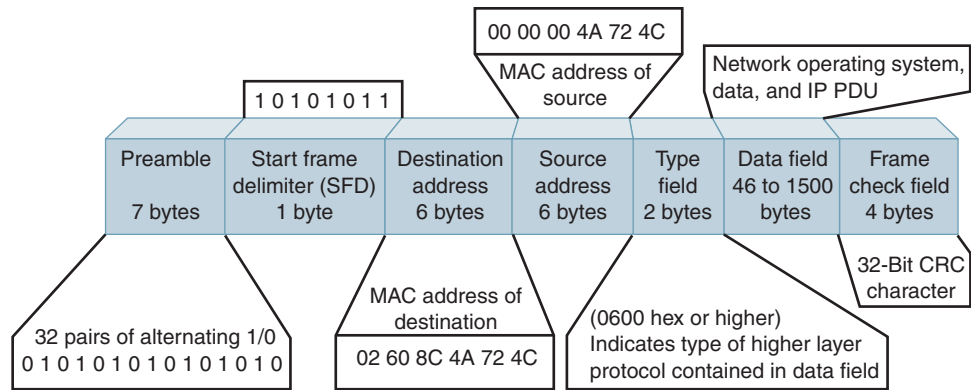 00 00 00 4A 72 4C
MAC address of
source
Network operating system,
data, and IP PDU
1 0 1 0 1 0 1 1
Preamble
7 bytes
Start frame
delimiter (SFD)
1 byte
Destination
address
6 bytes
Source
address
6 bytes
Type
field
2 bytes
Data field
46 to 1500
bytes
Frame
check field
4 bytes
32 pairs of alternating 1/0
0 1 0 1 0 1 0 1 0 1 0 1 0 1 0
MAC address of
destination
02 60 8C 4A 72 4C
(0600 hex or higher)
Indicates type of higher layer
protocol contained in data field
32-Bit CRC
character